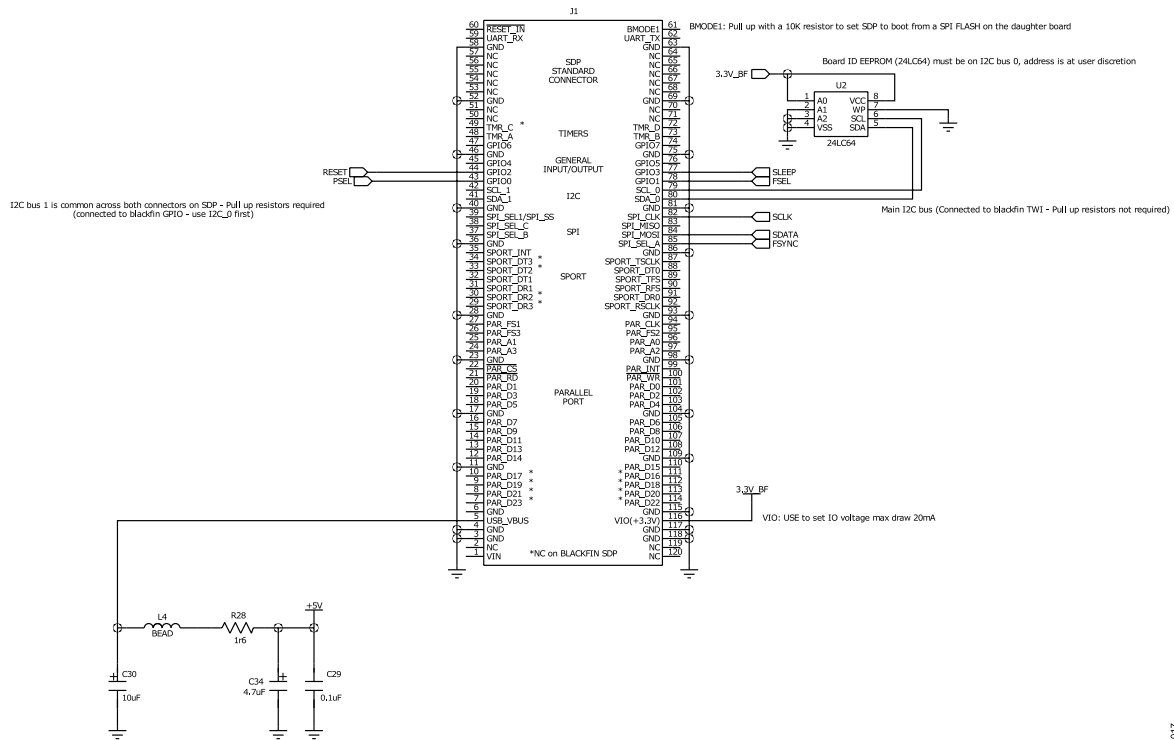 J1
60 RESET_IN BMODE1 61
59 UART_RX UART_TX 62
58 GND GND 63
57 NC NC 64
56 NC NC 65
55 NC NC 66
54 NC NC 67
53 NC NC 68
52 GND GND 69
51 NC NC 70
50 NC NC 71
49 TMR_C * TMR_D 72
48 TMR_A TMR_B 73
47 GPIO6 GPIO7 74
46 GND GND 75
45 GPIO4 GPIO5 76
44 GPIO2 GPIO3 77
43 GPIO0 GPIO1 78
42 SCL_1 SCL_0 79
41 SDA_1 SDA_0 80
40 GND GND 81
39 SPI_SEL1/SPI_SS SPI_CLK 82
38 SPI_SEL_C SPI_MISO 83
37 SPI_SEL_B SPI_MOSI 84
36 GND SPI_SEL_A 85
35 SPORT_INT GND 86
34 SPORT_DT3 * SPORT_TSCLK 87
33 SPORT_DT2 * SPORT_DT0 88
32 SPORT_DT1 SPORT_TFS 89
31 SPORT_DR1 SPORT_RFS 90
30 SPORT_DR2 * SPORT_DR0 91
29 SPORT_DR3 * SPORT_RSCLK 92
28 GND GND 93
27 PAR_FS1 PAR_CLK 94
26 PAR_FS3 PAR_FS2 95
25 PAR_A1 PAR_A0 96
24 PAR_A3 PAR_A2 97
23 GND GND 98
22 PAR_CS PAR_INT 99
21 PAR_RD PAR_WR 100
20 PAR_D1 PAR_D0 101
19 PAR_D3 PAR_D2 102
18 PAR_D5 PAR_D4 103
17 GND GND 104
16 PAR_D7 PAR_D6 105
15 PAR_D9 PAR_D8 106
14 PAR_D11 PAR_D10 107
13 PAR_D13 PAR_D12 108
12 PAR_D14 GND 109
11 GND PAR_D15 110
10 PAR_D17 * * PAR_D16 111
9 PAR_D19 * * PAR_D18 112
8 PAR_D21 * * PAR_D20 113
7 PAR_D23 * * PAR_D22 114
6 GND GND 115
5 USB_VBUS VIO(+3.3V) 116
4 GND GND 117
3 GND GND 118
2 NC NC 119
1 VIN NC 120
*NC on BLACKFIN SDP
SDP
STANDARD
CONNECTOR
TIMERS
GENERAL
INPUT/OUTPUT
I2C
SPI
SPORT
PARALLEL
PORT
BMODE1: Pull up with a 10K resistor to set SDP to boot from a SPI FLASH on the daughter board
Board ID EEPROM (24LC64) must be on I2C bus 0, address is at user discretion
3.3V_BF
U2
1 A0 VCC 8
2 A1 WP 7
3 A2 SCL 6
4 VSS SDA 5
24LC64
RESET
PSEL
SLEEP
FSEL
I2C bus 1 is common across both connectors on SDP - Pull up resistors required
(connected to blackfin GPIO - use I2C_0 first)
Main I2C bus (Connected to blackfin TWI - Pull up resistors not required)
SCLK
SDATA
FSYNC
3.3V_BF
VIO: USE to set IO voltage max draw 20mA
L4
BEAD
R28
1r6
+5V
+ C30
10uF
C34 +
4.7uF
C29
0.1uF
017